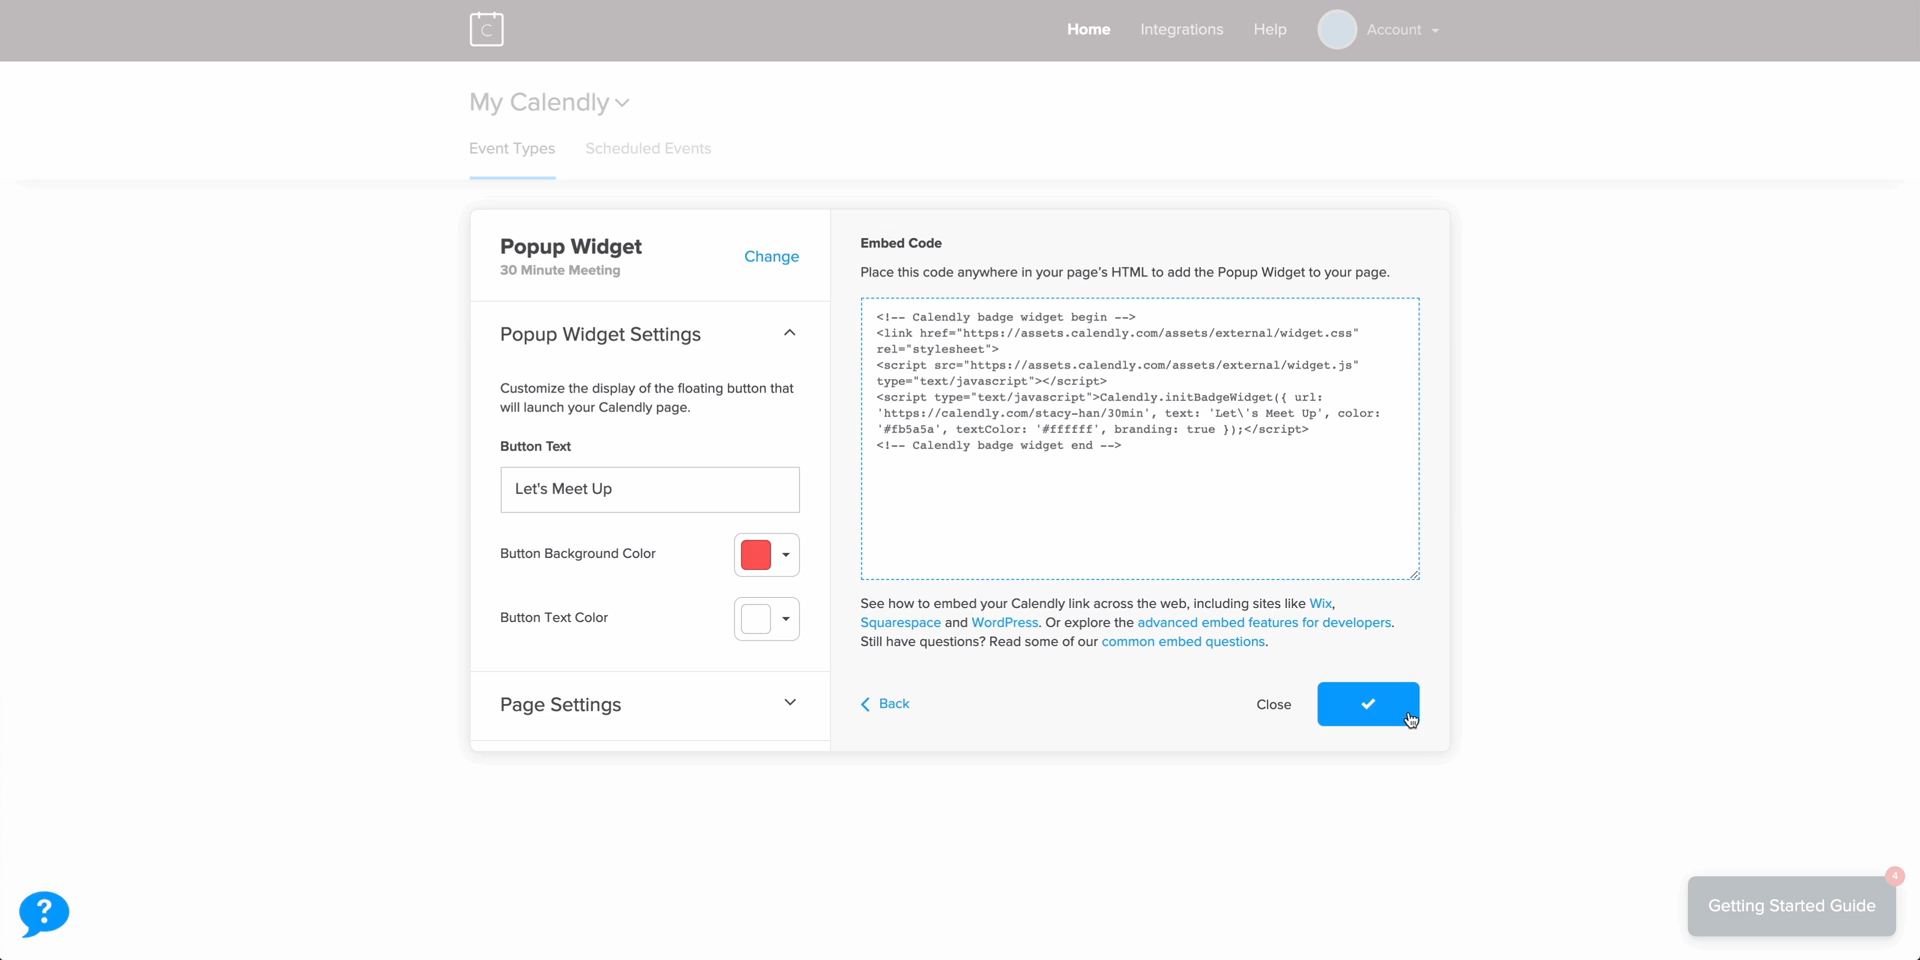 C
Home
Integrations
Help
Account
My Calendly
Event Types
Scheduled Events
Popup Widget
30 Minute Meeting
Change
Popup Widget Settings
Customize the display of the floating button that
will launch your Calendly page.
Button Text
Let's Meet Up
Button Background Color
Button Text Color
Page Settings
Embed Code
Place this code anywhere in your page's HTML to add the Popup Widget to your page.
<!-- Calendly badge widget begin -->
<link href="https://assets.calendly.com/assets/external/widget.css"
rel="stylesheet">
<script src="https://assets.calendly.com/assets/external/widget.js"
type="text/javascript"></script>
<script type="text/javascript">Calendly.initBadgeWidget({ url:
'https://calendly.com/stacy-han/30min', text: 'Let\'s Meet Up', color:
'#fb5a5a', textColor: '#ffffff', branding: true });</script>
<!-- Calendly badge widget end -->
See how to embed your Calendly link across the web, including sites like Wix,
Squarespace and WordPress. Or explore the advanced embed features for developers.
Still have questions? Read some of our common embed questions.
Back
Close
?
4
Getting Started Guide